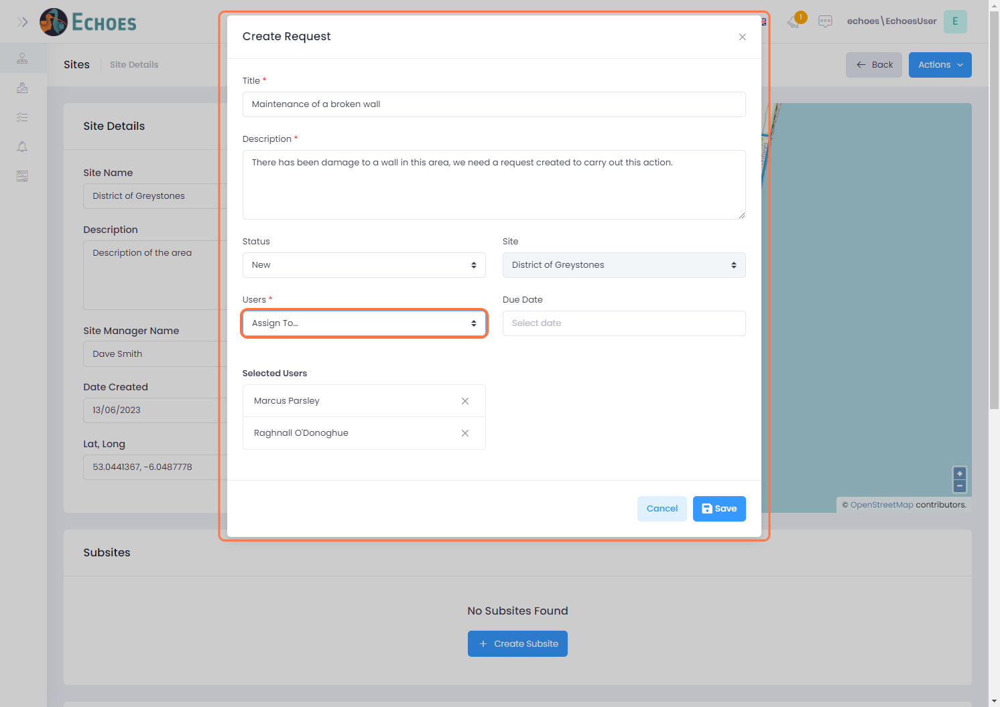 ECHOES
1
echoes\EchoesUser
E
Sites
Site Details
Back
Actions
Site Details
Site Name
District of Greystones
Description
Description of the area
Site Manager Name
Dave Smith
Date Created
13/06/2023
Lat, Long
53.0441367, -6.0487778
Create Request
Title *
Maintenance of a broken wall
Description *
There has been damage to a wall in this area, we need a request created to carry out this action.
Status
Site
New
District of Greystones
Users *
Due Date
Assign To...
Select date
Selected Users
Marcus Parsley
Raghnall O'Donoghue
Cancel
Save
+
−
© OpenStreetMap contributors.
Subsites
No Subsites Found
+ Create Subsite